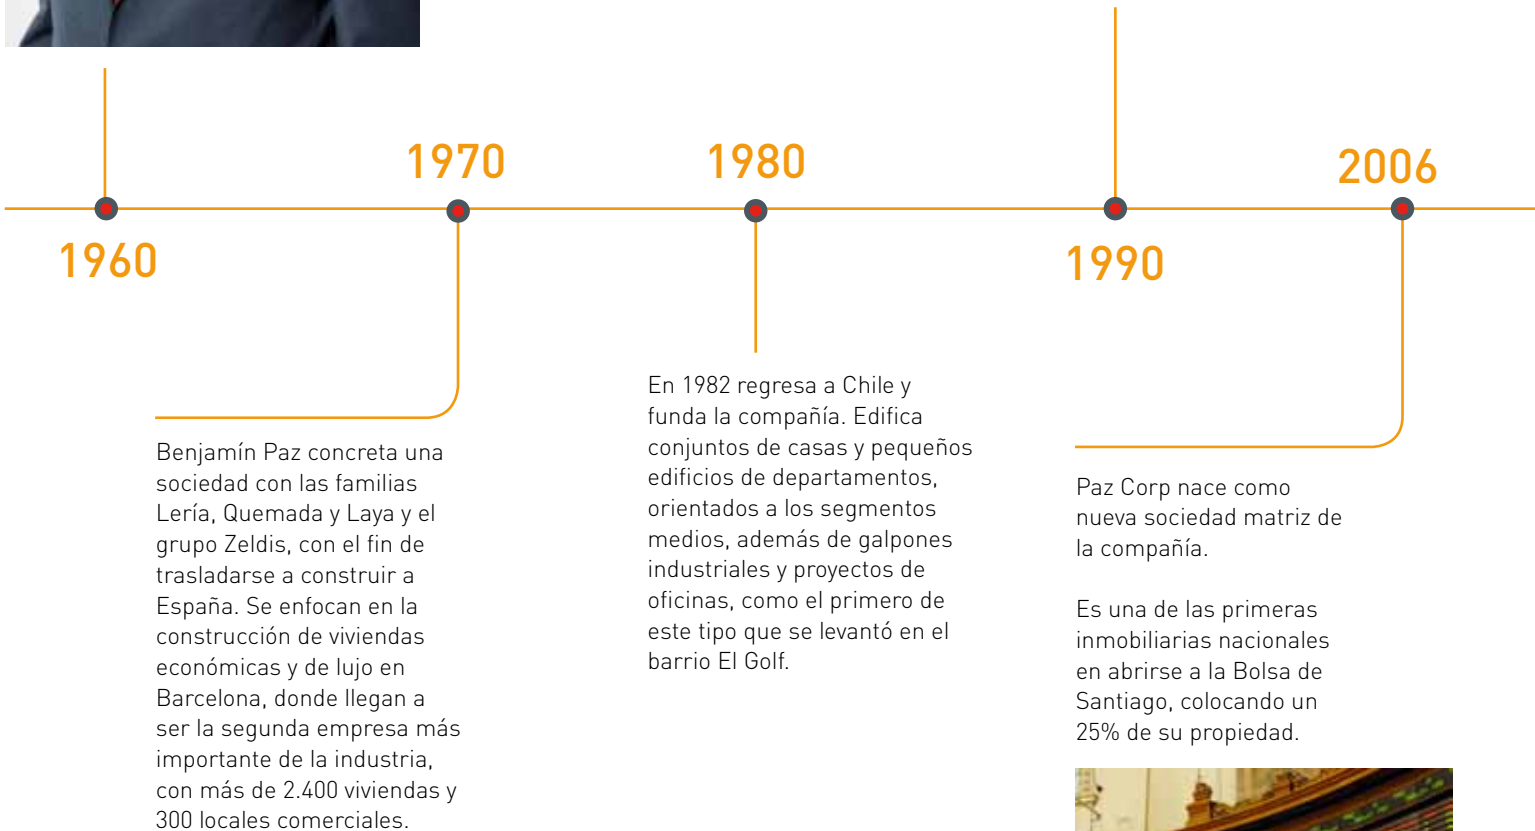 1970
1980
2006
1960
1990
Benjamín Paz concreta una
sociedad con las familias
Lería, Quemada y Laya y el
grupo Zeldis, con el fin de
trasladarse a construir a
España. Se enfocan en la
construcción de viviendas
económicas y de lujo en
Barcelona, donde llegan a
ser la segunda empresa más
importante de la industria,
con más de 2.400 viviendas y
300 locales comerciales.
En 1982 regresa a Chile y
funda la compañía. Edifica
conjuntos de casas y pequeños
edificios de departamentos,
orientados a los segmentos
medios, además de galpones
industriales y proyectos de
oficinas, como el primero de
este tipo que se levantó en el
barrio El Golf.
Paz Corp nace como
nueva sociedad matriz de
la compañía.
Es una de las primeras
inmobiliarias nacionales
en abrirse a la Bolsa de
Santiago, colocando un
25% de su propiedad.